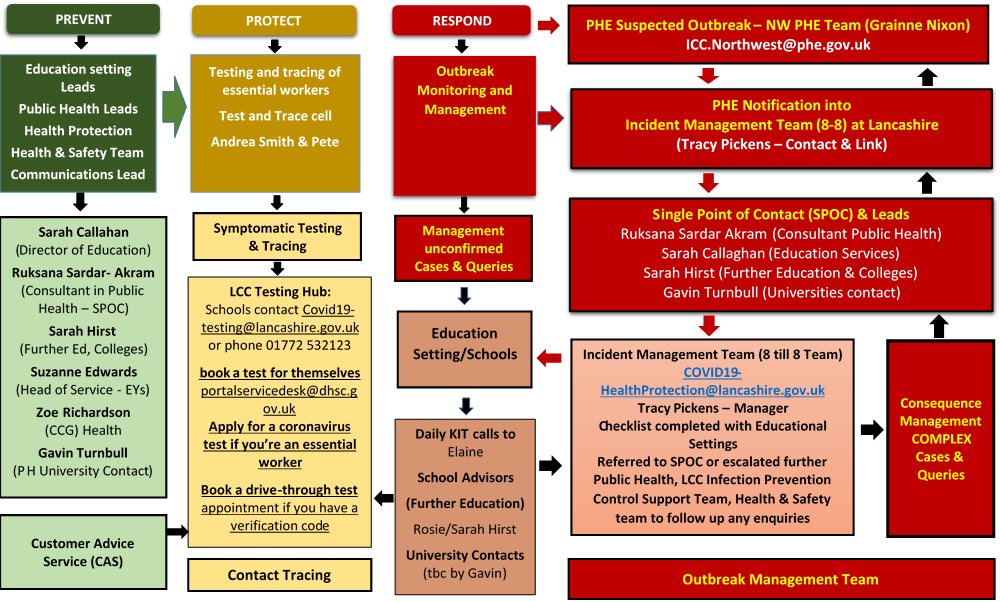 PREVENT
Education setting
Leads
Public Health Leads
Health Protection
Health & Safety Team
Communications Lead
Sarah Callahan
(Director of Education)
Ruksana Sardar- Akram
(Consultant in Public
Health – SPOC)
Sarah Hirst
(Further Ed, Colleges)
Suzanne Edwards
(Head of Service - EYs)
Zoe Richardson
(CCG) Health
Gavin Turnbull
(P H University Contact)
Customer Advice
Service (CAS)
PROTECT
Testing and tracing of
essential workers
Test and Trace cell
Andrea Smith & Pete
Symptomatic Testing
& Tracing
LCC Testing Hub:
Schools contact Covid19-
testing@lancashire.gov.uk
or phone 01772 532123
book a test for themselves
portalservicedesk@dhsc.g
ov.uk
Apply for a coronavirus
test if you’re an essential
worker
Book a drive-through test
appointment if you have a
verification code
Contact Tracing
RESPOND
Outbreak
Monitoring and
Management
Management
unconfirmed
Cases & Queries
Education
Setting/Schools
Daily KIT calls to
Elaine
School Advisors
(Further Education)
Rosie/Sarah Hirst
University Contacts
(tbc by Gavin)
PHE Suspected Outbreak – NW PHE Team (Grainne Nixon)
ICC.Northwest@phe.gov.uk
PHE Notification into
Incident Management Team (8-8) at Lancashire
(Tracy Pickens – Contact & Link)
Single Point of Contact (SPOC) & Leads
Ruksana Sardar Akram (Consultant Public Health)
Sarah Callaghan (Education Services)
Sarah Hirst (Further Education & Colleges)
Gavin Turnbull (Universities contact)
Incident Management Team (8 till 8 Team)
COVID19-
HealthProtection@lancashire.gov.uk
Tracy Pickens – Manager
Checklist completed with Educational
Settings
Referred to SPOC or escalated further
Public Health, LCC Infection Prevention
Control Support Team, Health & Safety
team to follow up any enquiries
Consequence
Management
COMPLEX
Cases &
Queries
Outbreak Management Team